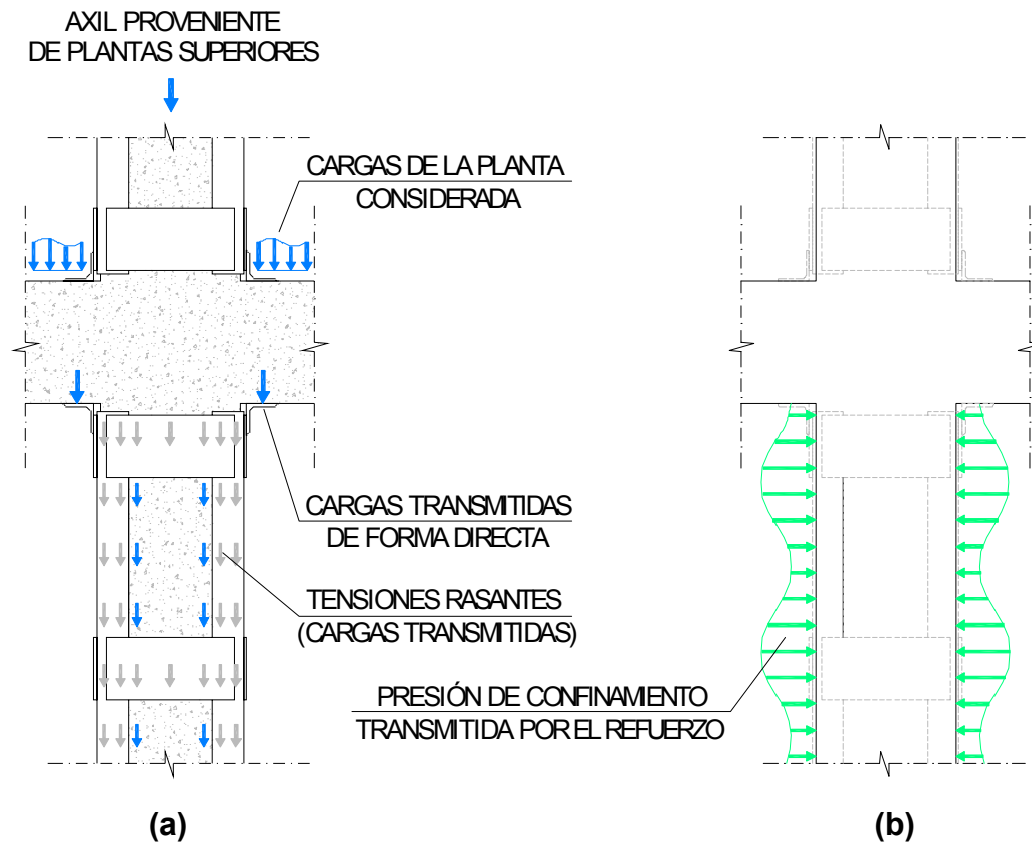 AXIL PROVENIENTE
DE PLANTAS SUPERIORES
CARGAS DE LA PLANTA
CONSIDERADA
CARGAS TRANSMITIDAS
DE FORMA DIRECTA
TENSIONES RASANTES
(CARGAS TRANSMITIDAS)
PRESIÓN DE CONFINAMIENTO
TRANSMITIDA POR EL REFUERZO
(a)
(b)